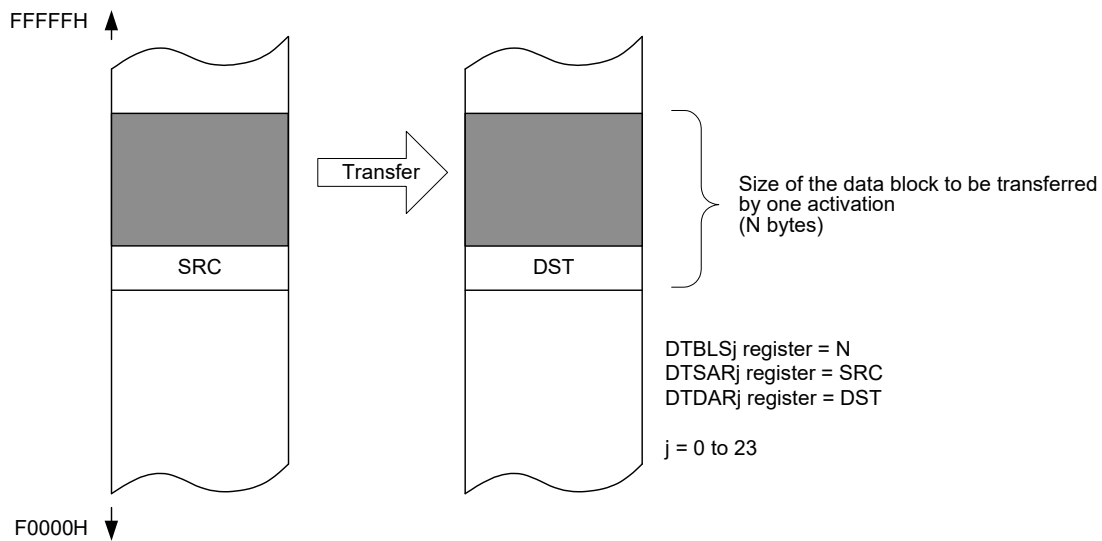 FFFFFH
Transfer
Size of the data block to be transferred
by one activation
(N bytes)
SRC
DST
DTBLSj register = N
DTSARj register = SRC
DTDARj register = DST
j = 0 to 23
F0000H